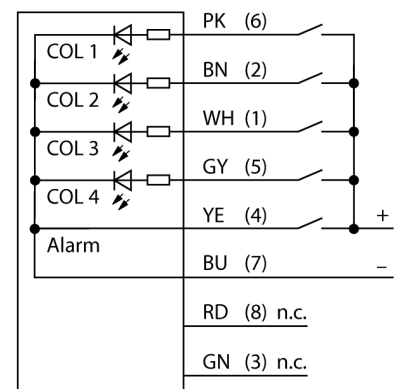 PK (6)
COL 1
BN (2)
COL 2
WH (1)
COL 3
GY (5)
COL 4
YE (4)
+
Alarm
BU (7)
–
RD (8) n.c.
GN (3) n.c.